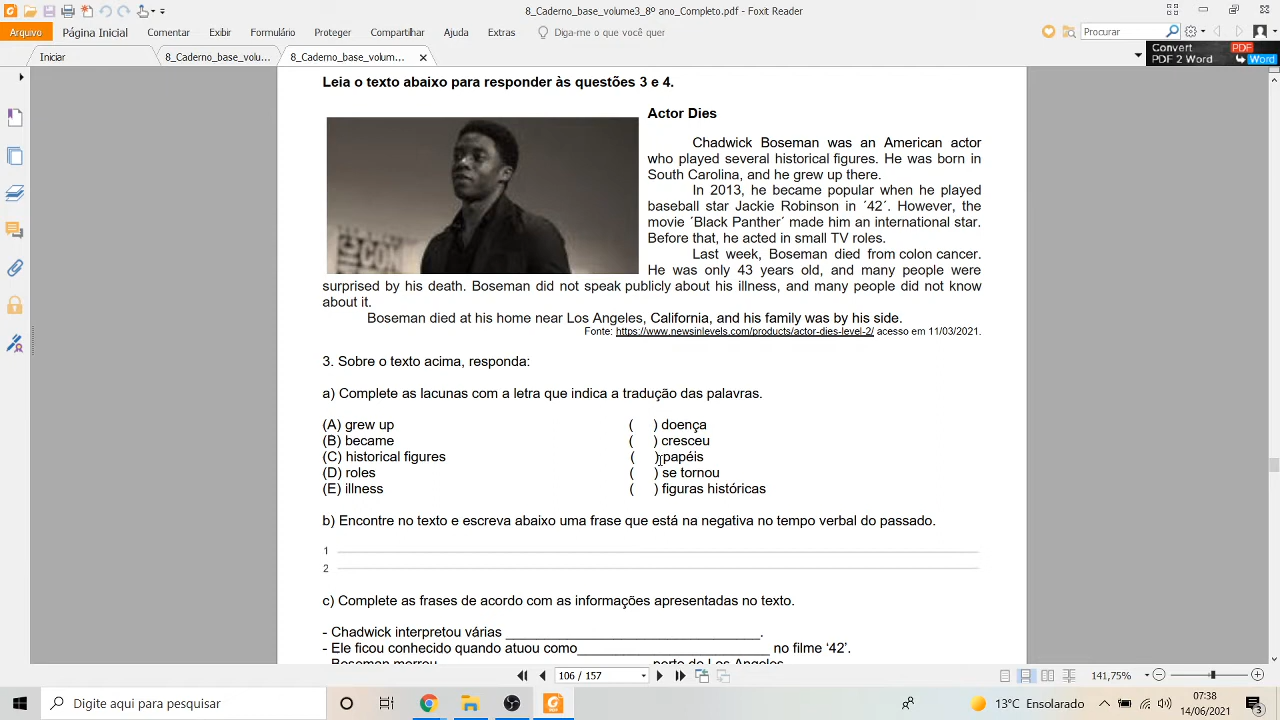 8_Caderno_base_volume3_8º ano_Completo.pdf - Foxit Reader
Arquivo Página Inicial Comentar Exibir Formulário Proteger Compartilhar Ajuda Extras Diga-me o que você quer Procurar
Iniciar 8_Caderno_base_volu... 8_Caderno_base_volum... Convert PDF
PDF 2 Word Word
Leia o texto abaixo para responder às questões 3 e 4.
Actor Dies
Chadwick Boseman was an American actor
who played several historical figures. He was born in
South Carolina, and he grew up there.
In 2013, he became popular when he played
baseball star Jackie Robinson in ´42´. However, the
movie ´Black Panther´ made him an international star.
Before that, he acted in small TV roles.
Last week, Boseman died from colon cancer.
He was only 43 years old, and many people were
surprised by his death. Boseman did not speak publicly about his illness, and many people did not know
about it.
Boseman died at his home near Los Angeles, California, and his family was by his side.
Fonte: https://www.newsinlevels.com/products/actor-dies-level-2/ acesso em 11/03/2021.
3. Sobre o texto acima, responda:
a) Complete as lacunas com a letra que indica a tradução das palavras.
(A) grew up ( ) doença
(B) became ( ) cresceu
(C) historical figures ( ) papéis
(D) roles ( ) se tornou
(E) illness ( ) figuras históricas
b) Encontre no texto e escreva abaixo uma frase que está na negativa no tempo verbal do passado.
1
2
c) Complete as frases de acordo com as informações apresentadas no texto.
- Chadwick interpretou várias ___________________________________.
- Ele ficou conhecido quando atuou como__________________________ no filme ‘42’.
- Boseman morreu_____________________________ perto de Los Angeles
106 / 157 141,75%
Digite aqui para pesquisar 13°C Ensolarado 07:38
14/06/2021 3